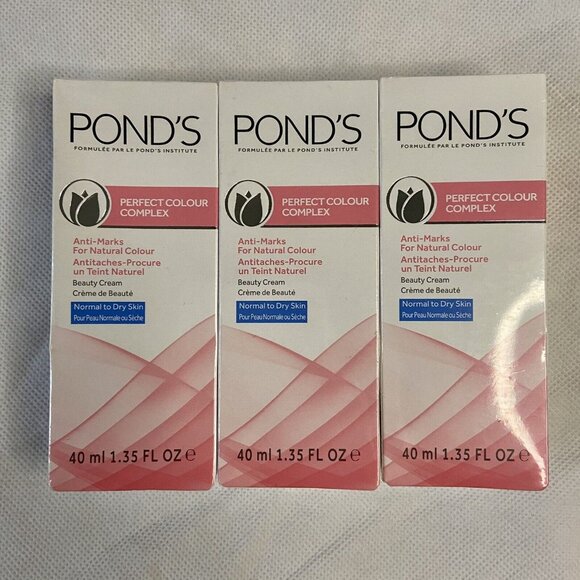 POND'S
FORMULÉE PAR LE POND'S INSTITUTE
PERFECT COLOUR
COMPLEX
Anti-Marks
For Natural Colour
Antitaches-Procure
un Teint Naturel
Beauty Cream
Crème de Beauté
Normal to Dry Skin
Pour Peau Normale ou Sèche
40 ml 1.35 FL OZ e
POND'S
FORMULÉE PAR LE POND'S INSTITUTE
PERFECT COLOUR
COMPLEX
Anti-Marks
For Natural Colour
Antitaches-Procure
un Teint Naturel
Beauty Cream
Crème de Beauté
Normal to Dry Skin
Pour Peau Normale ou Sèche
40 ml 1.35 FL OZ e
POND'S
FORMULÉE PAR LE POND'S INSTITUTE
PERFECT COLOUR
COMPLEX
Anti-Marks
For Natural Colour
Antitaches-Procure
un Teint Naturel
Beauty Cream
Crème de Beauté
Normal to Dry Skin
Pour Peau Normale ou Sèche
40 ml 1.35 FL OZ e